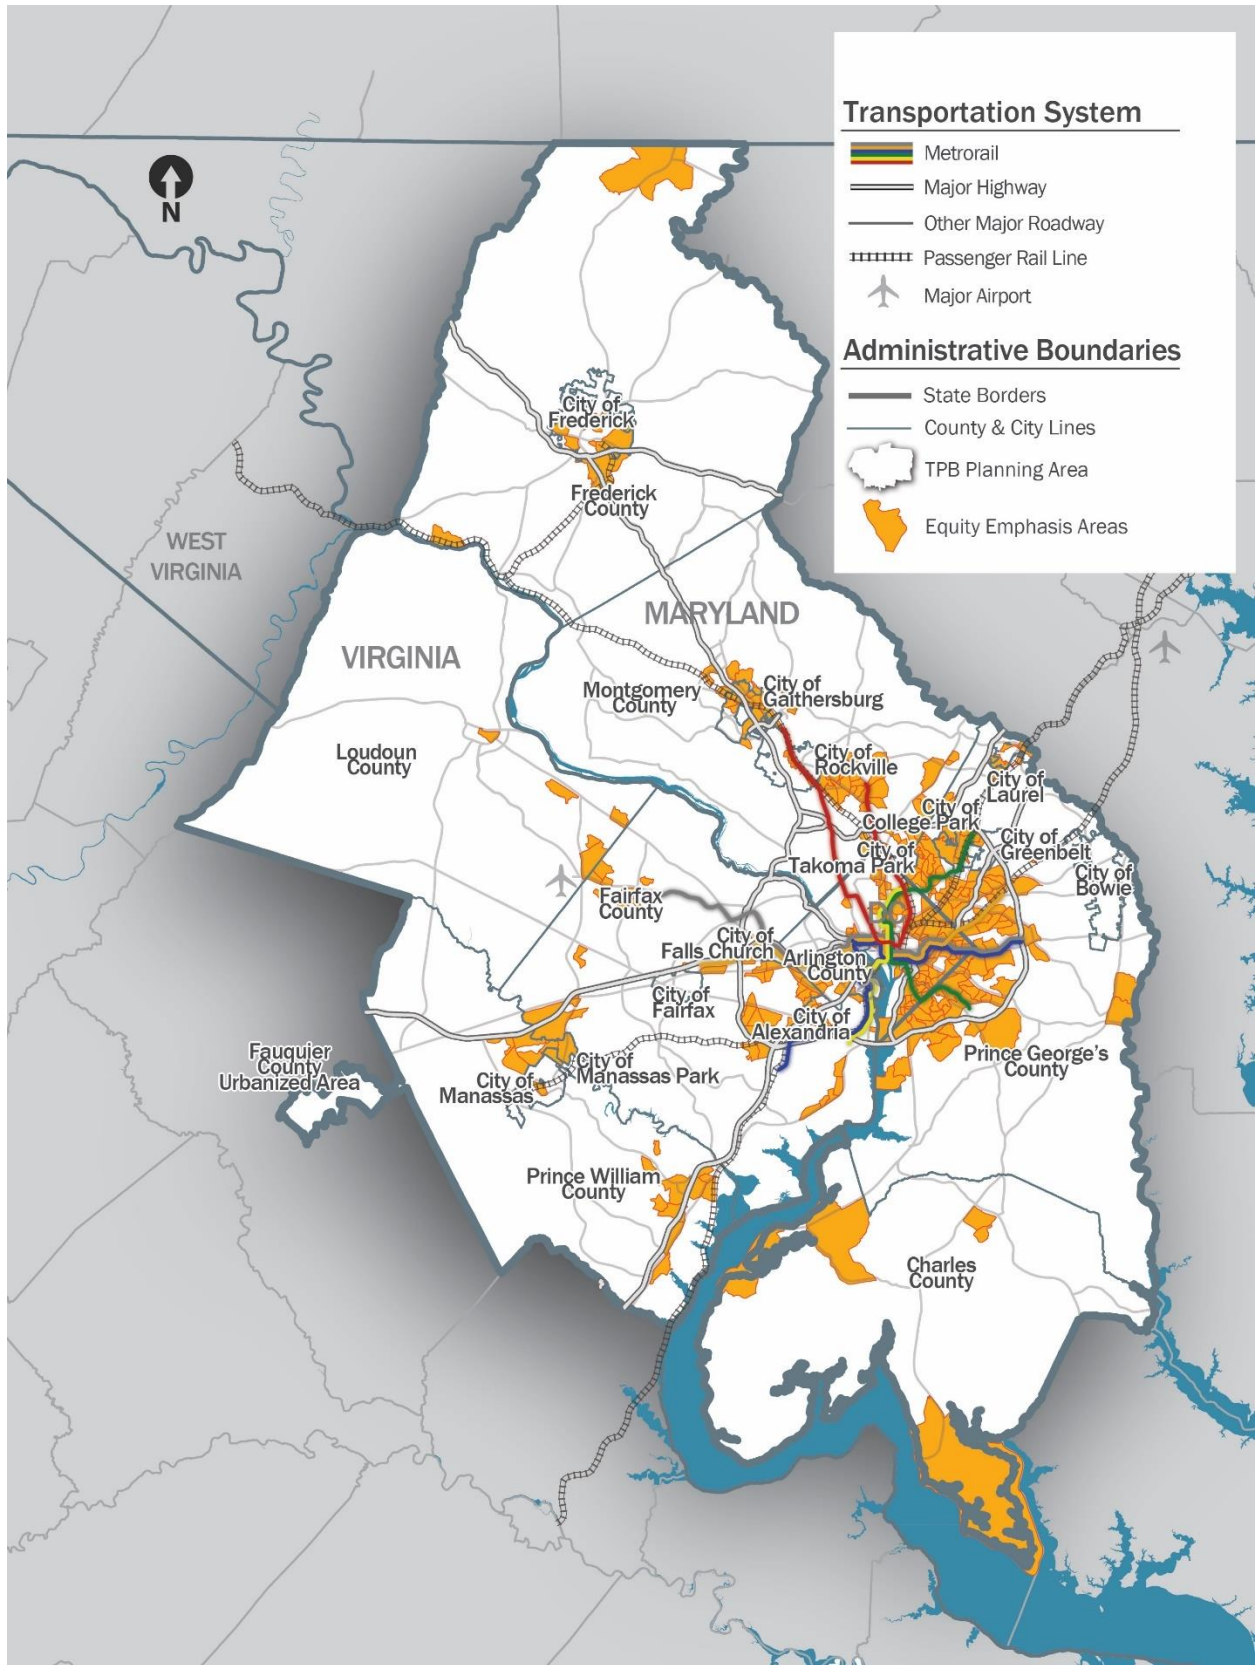 Transportation System
Metrorail
Major Highway
Other Major Roadway
Passenger Rail Line
Major Airport
Administrative Boundaries
State Borders
County & City Lines
TPB Planning Area
Equity Emphasis Areas
N
City of
Frederick
Frederick
County
WEST
VIRGINIA
MARYLAND
VIRGINIA
Montgomery
County
City of
Gaithersburg
Loudoun
County
City of
Rockville
City of
Laurel
City of
College Park
City of
Greenbelt
City of
Takoma Park
City of
Bowie
Fairfax
County
City of
Falls Church
Arlington
County
City of
Fairfax
City of
Alexandria
Prince George's
County
Fauquier
County
Urbanized Area
City of
Manassas Park
City of
Manassas
Prince William
County
Charles
County